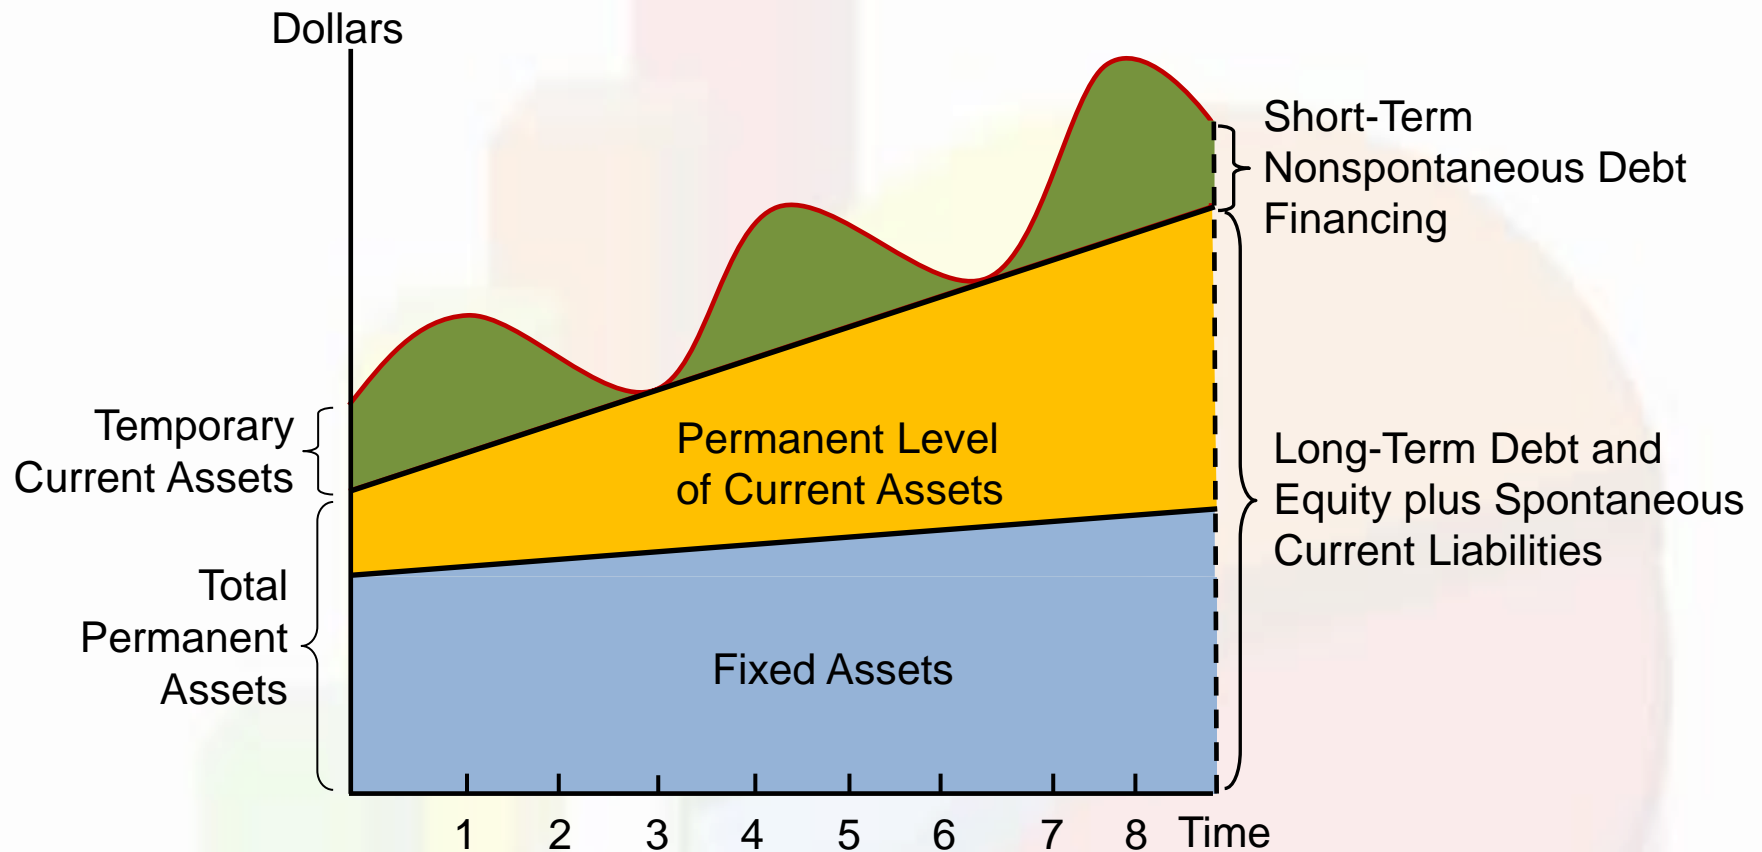 Dollars
Short-Term
Nonspontaneous Debt
Financing
Temporary
Current Assets
Permanent Level
of Current Assets
Long-Term Debt and
Equity plus Spontaneous
Current Liabilities
Total
Permanent
Assets
Fixed Assets
1 2 3 4 5 6 7 8 Time